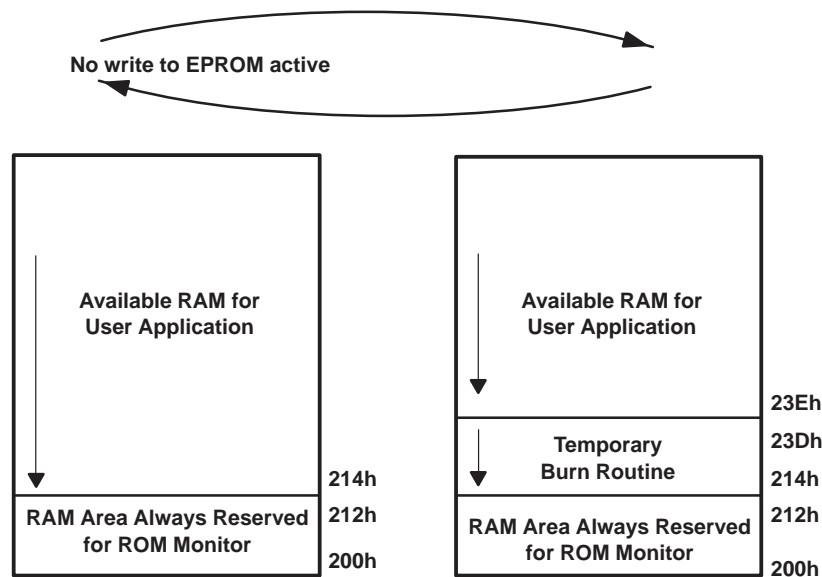 No write to EPROM active
Available RAM for
User Application
214h
RAM Area Always Reserved
for ROM Monitor
212h
200h
Available RAM for
User Application
23Eh
Temporary
Burn Routine
23Dh
214h
RAM Area Always Reserved
for ROM Monitor
212h
200h